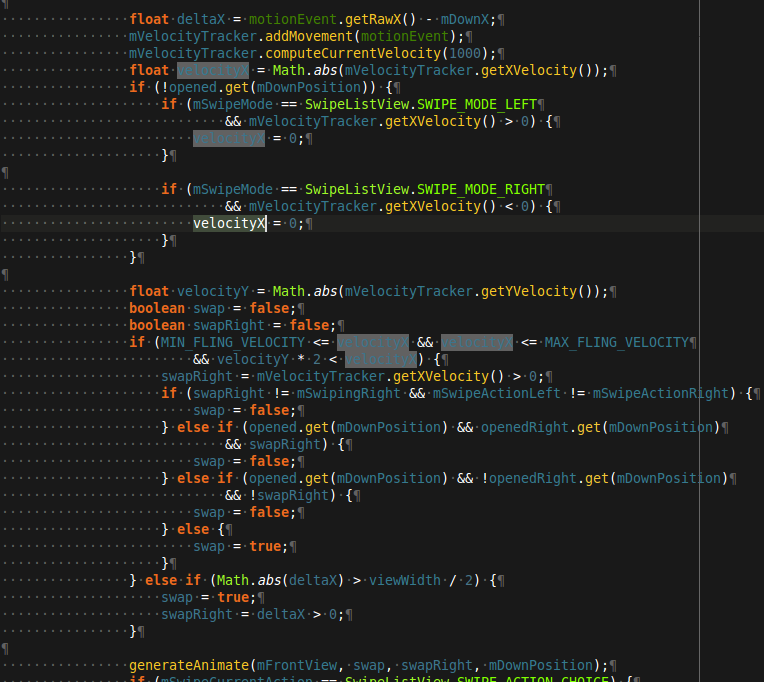 float deltaX = motionEvent.getRawX() - mDownX;
mVelocityTracker.addMovement(motionEvent);
mVelocityTracker.computeCurrentVelocity(1000);
float velocityX = Math.abs(mVelocityTracker.getXVelocity());
if (!opened.get(mDownPosition)) {
if (mSwipeMode == SwipeListView.SWIPE_MODE_LEFT
&& mVelocityTracker.getXVelocity() > 0) {
velocityX = 0;
}
if (mSwipeMode == SwipeListView.SWIPE_MODE_RIGHT
&& mVelocityTracker.getXVelocity() < 0) {
velocityX = 0;
}
}
float velocityY = Math.abs(mVelocityTracker.getYVelocity());
boolean swap = false;
boolean swapRight = false;
if (MIN_FLING_VELOCITY <= velocityX && velocityX <= MAX_FLING_VELOCITY
&& velocityY * 2 < velocityX) {
swapRight = mVelocityTracker.getXVelocity() > 0;
if (swapRight != mSwipingRight && mSwipeActionLeft != mSwipeActionRight) {
swap = false;
} else if (opened.get(mDownPosition) && openedRight.get(mDownPosition)
&& swapRight) {
swap = false;
} else if (opened.get(mDownPosition) && !openedRight.get(mDownPosition)
&& !swapRight) {
swap = false;
} else {
swap = true;
}
} else if (Math.abs(deltaX) > viewWidth / 2) {
swap = true;
swapRight = deltaX > 0;
}
generateAnimate(mFrontView, swap, swapRight, mDownPosition);
if (mSwipeCurrentAction == SwipeListView.SWIPE_ACTION_CHOICE) {